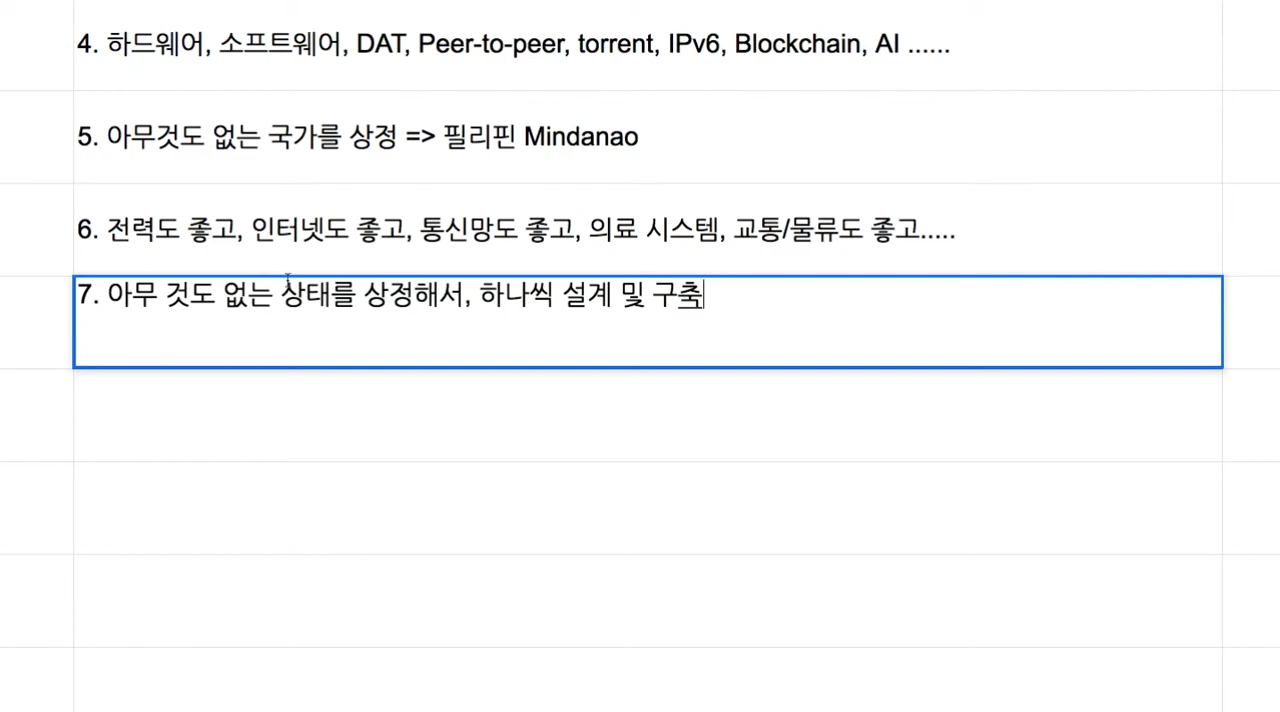 4. 하드웨어, 소프트웨어, DAT, Peer-to-peer, torrent, IPv6, Blockchain, AI ......
5. 아무것도 없는 국가를 상정 => 필리핀 Mindanao
6. 전력도 좋고, 인터넷도 좋고, 통신망도 좋고, 의료 시스템, 교통/물류도 좋고.....
7. 아무 것도 없는 상태를 상정해서, 하나씩 설계 및 구축